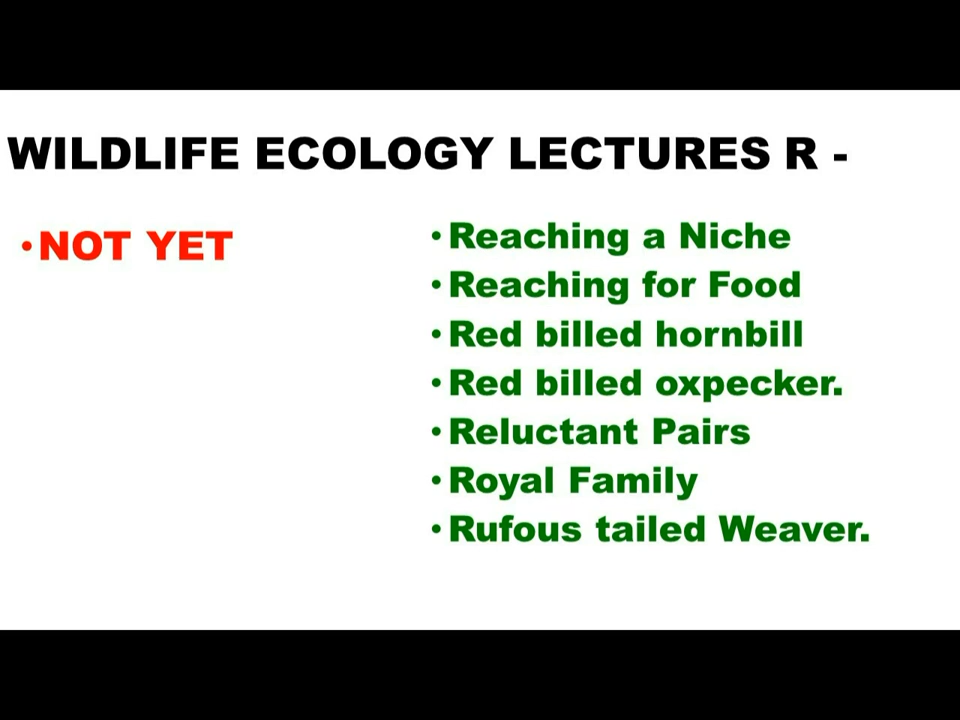 WILDLIFE ECOLOGY LECTURES R -
• NOT YET
• Reaching a Niche
• Reaching for Food
• Red billed hornbill
• Red billed oxpecker.
• Reluctant Pairs
• Royal Family
• Rufous tailed Weaver.